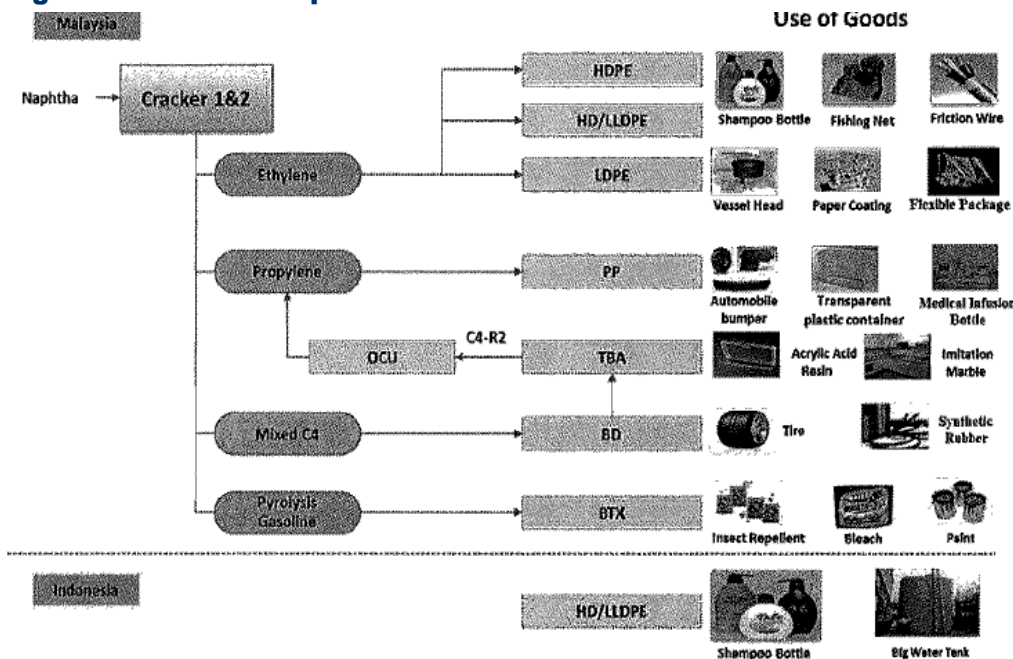 Malaysia
Use of Goods
Naphtha
Cracker 1&2
HDPE
HD/LLDPE
Shampoo Bottle
Fishing Net
Friction Wire
Ethylene
LDPE
Vessel Head
Paper Coating
Flexible Package
Propylene
PP
Automobile
bumper
Transparent
plastic container
Medical Infusion
Bottle
OCU
C4-R2
TBA
Acrylic Acid
Resin
Imitation
Marble
Mixed C4
BD
Tire
Synthetic
Rubber
Pyrolysis
Gasoline
BTX
Insect Repellent
Bleach
Paint
Indonesia
HD/LLDPE
Shampoo Bottle
Big Water Tank